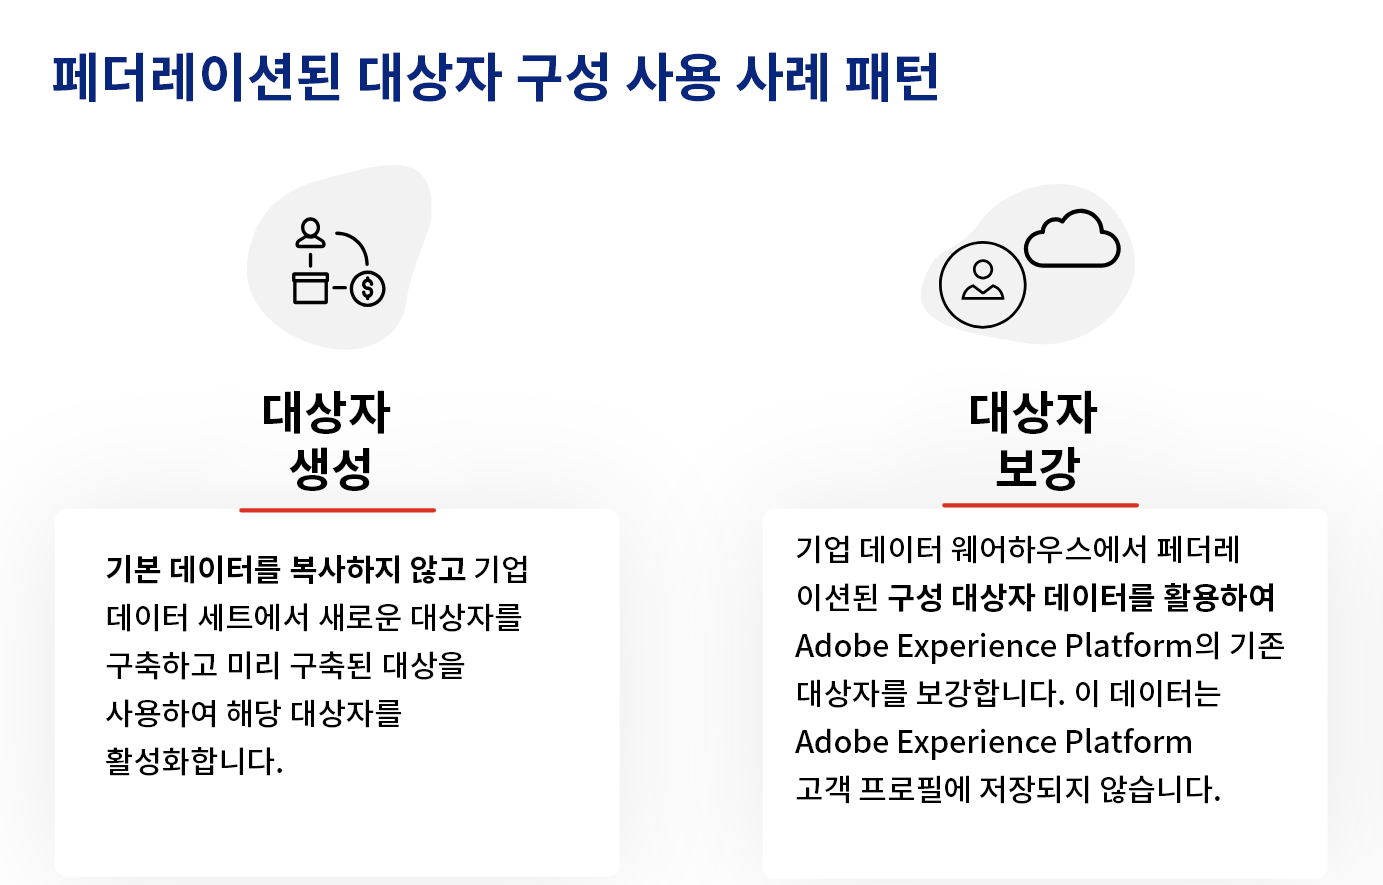 페더레이션된 대상자 구성 사용 사례 패턴
$
대상자
생성
기본 데이터를 복사하지 않고 기업
데이터 세트에서 새로운 대상자를
구축하고 미리 구축된 대상을
사용하여 해당 대상자를
활성화합니다.
대상자
보강
기업 데이터 웨어하우스에서 페더레
이션된 구성 대상자 데이터를 활용하여
Adobe Experience Platform의 기존
대상자를 보강합니다. 이 데이터는
Adobe Experience Platform
고객 프로필에 저장되지 않습니다.